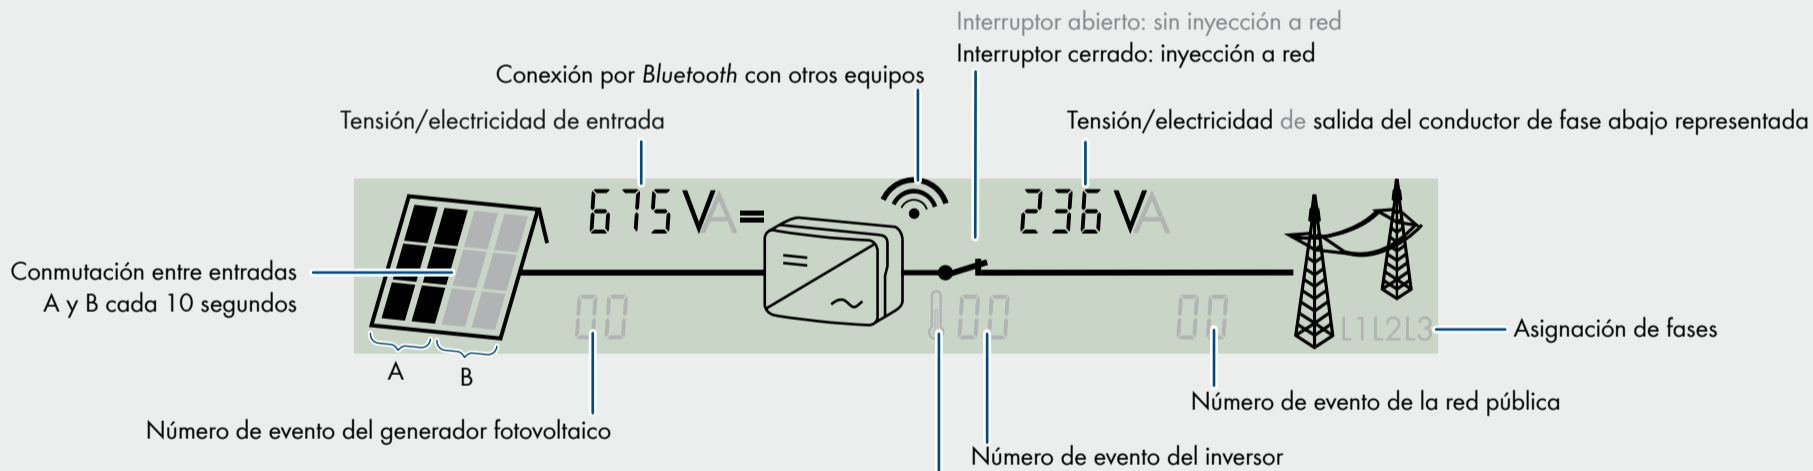 Interruptor abierto: sin inyección a red
Interruptor cerrado: inyección a red
Conexión por Bluetooth con otros equipos
Tensión/electricidad de entrada
Tensión/electricidad de salida del conductor de fase abajo representada
675 VA=
236 VA
Conmutación entre entradas
A y B cada 10 segundos
00
00
00
L1L2L3
Asignación de fases
A
B
Número de evento de la red pública
Número de evento del generador fotovoltaico
Número de evento del inversor